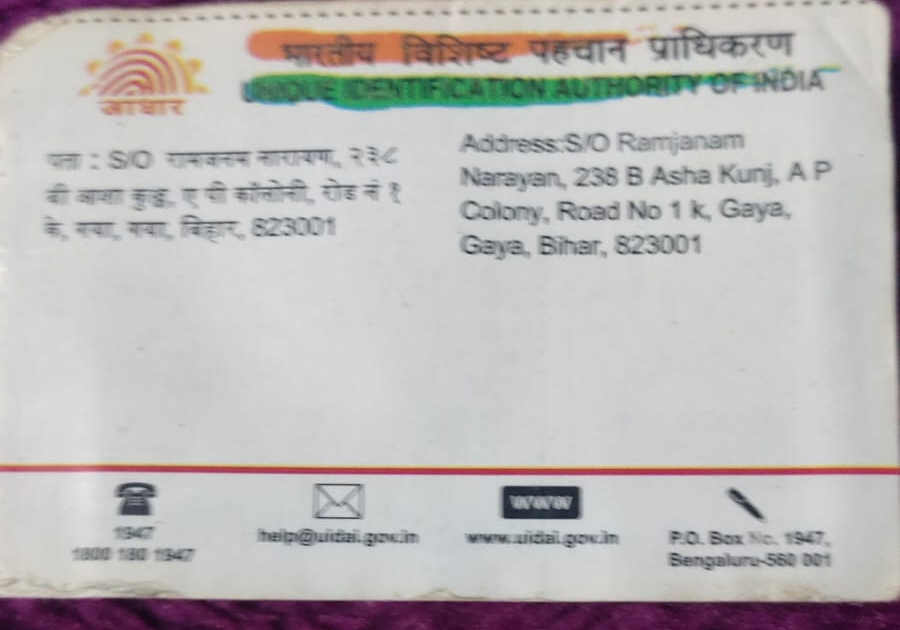 भारतीय विशिष्ट पहचान प्राधिकरण
UNIQUE IDENTIFICATION AUTHORITY OF INDIA
आधार
पता : S/O रामजनम नारायण, २३८
बी आशा कुञ्ज, ए पी कॉलोनी, रोड नं १
के, गया, गया, बिहार, 823001
Address:S/O Ramjanam
Narayan, 238 B Asha Kunj, A P
Colony, Road No 1 k, Gaya,
Gaya, Bihar, 823001
1947
1800 180 1947
help@uidai.gov.in
WWW
www.uidai.gov.in
P.O. Box No. 1947,
Bengaluru-560 001